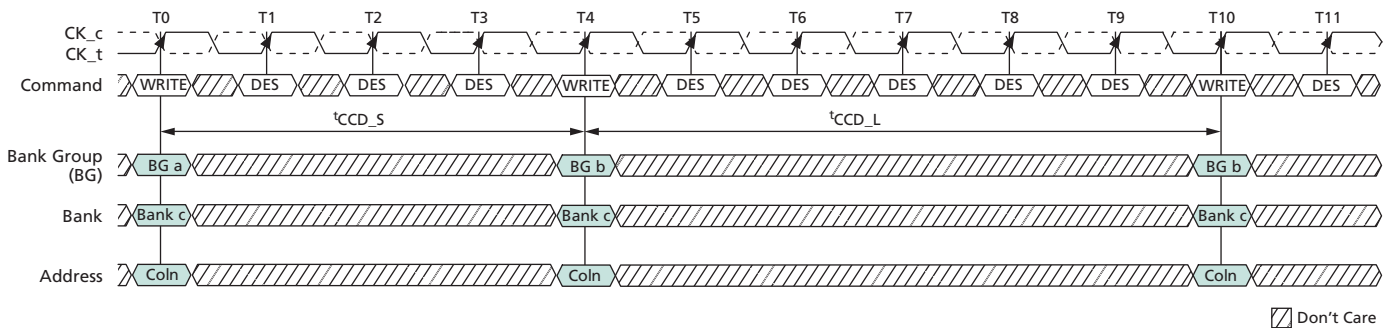 T0 T1 T2 T3 T4 T5 T6 T7 T8 T9 T10 T11
CK_c
CK_t
Command WRITE DES DES DES WRITE DES DES DES DES DES WRITE DES
tCCD_S tCCD_L
Bank Group
(BG) BG a BG b BG b
Bank Bank c Bank c Bank c
Address Coln Coln Coln
Don't Care